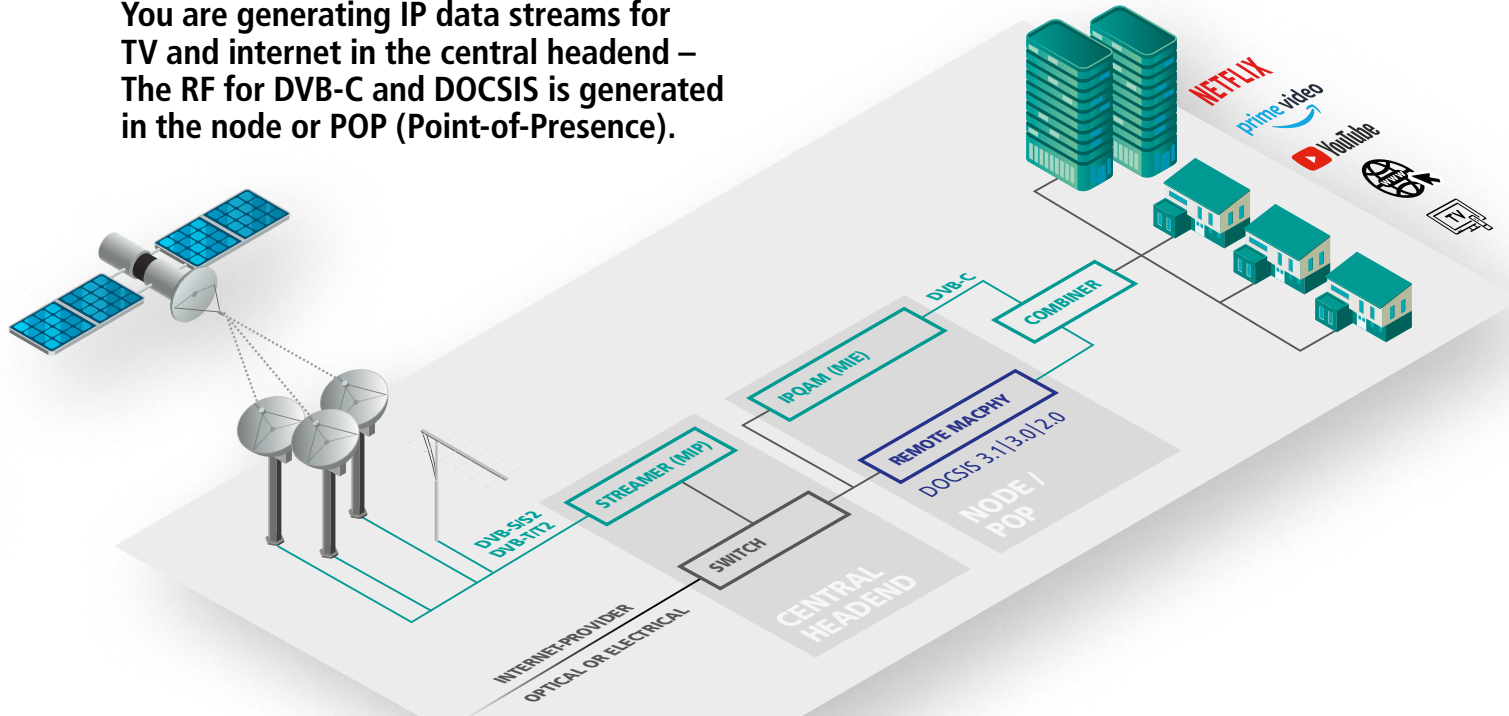 You are generating IP data streams for
TV and internet in the central headend –
The RF for DVB-C and DOCSIS is generated
in the node or POP (Point-of-Presence).
NETFLIX
prime video
YouTube
WWW
TV
DVB-C
COMBINER
IPQAM (MIE)
REMOTE MACPHY
DOCSIS 3.1|3.0|2.0
NODE /
POP
STREAMER (MIP)
DVB-S/S2
DVB-T/T2
SWITCH
CENTRAL
HEADEND
INTERNET-PROVIDER
OPTICAL OR ELECTRICAL